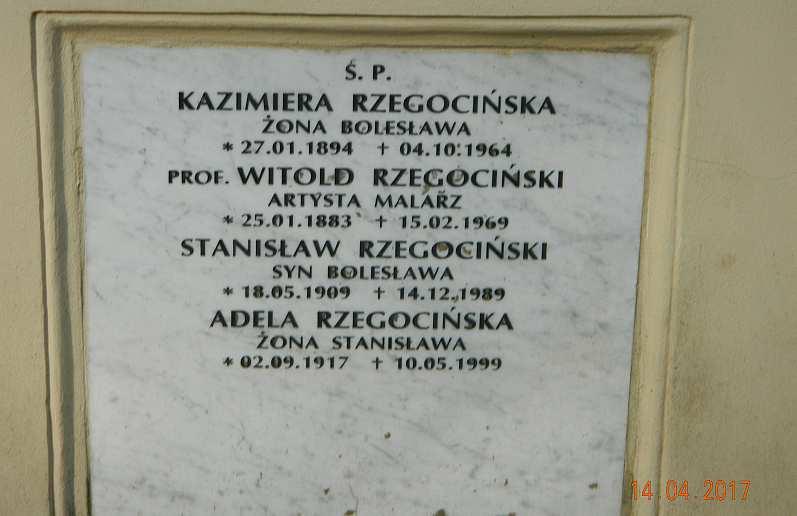 Ś. P.
KAZIMIERA RZEGOCIŃSKA
ŻONA BOLESŁAWA
* 27.01.1894 † 04.10.1964
PROF. WITOLD RZEGOCIŃSKI
ARTYSTA MALARZ
* 25.01.1883 † 15.02.1969
STANISŁAW RZEGOCIŃSKI
SYN BOLESŁAWA
* 18.05.1909 † 14.12.1989
ADELA RZEGOCIŃSKA
ŻONA STANISŁAWA
* 02.09.1917 † 10.05.1999
14.04.2017